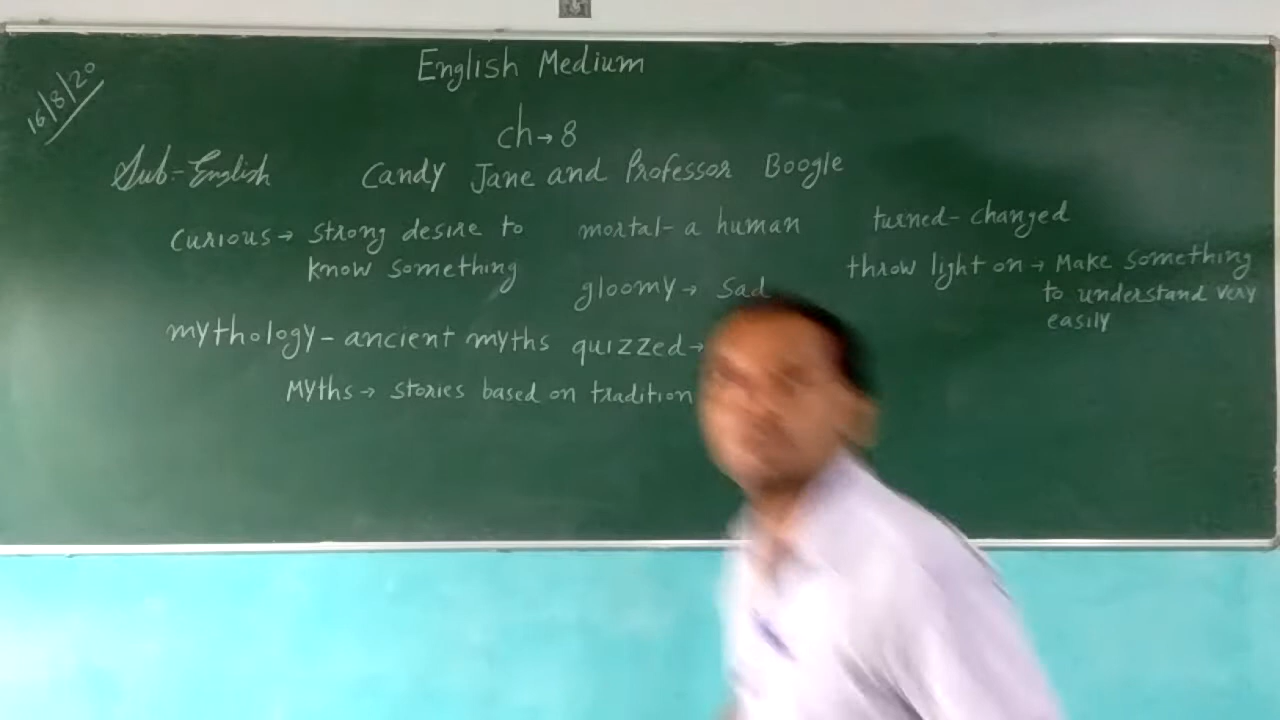 16/8/20
English Medium
ch→8
Sub-English
Candy Jane and Professor Boogle
Curious→ strong desire to
know something
mythology- ancient myths
Myths→ stories based on tradition
mortal- a human
gloomy→ sad
quizzed→
turned- changed
throw light on→ Make something
to understand very
easily